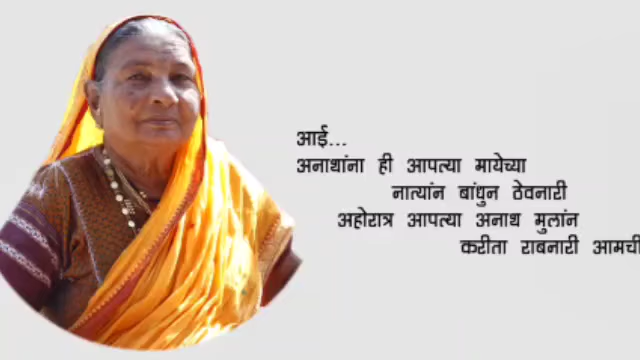 आई...
अनाथांना ही आपल्या मायेच्या
नात्यांन बांधुन ठेवनारी
अहोरात्र आपल्या अनाथ मुलांन
करीता राबनारी आमची